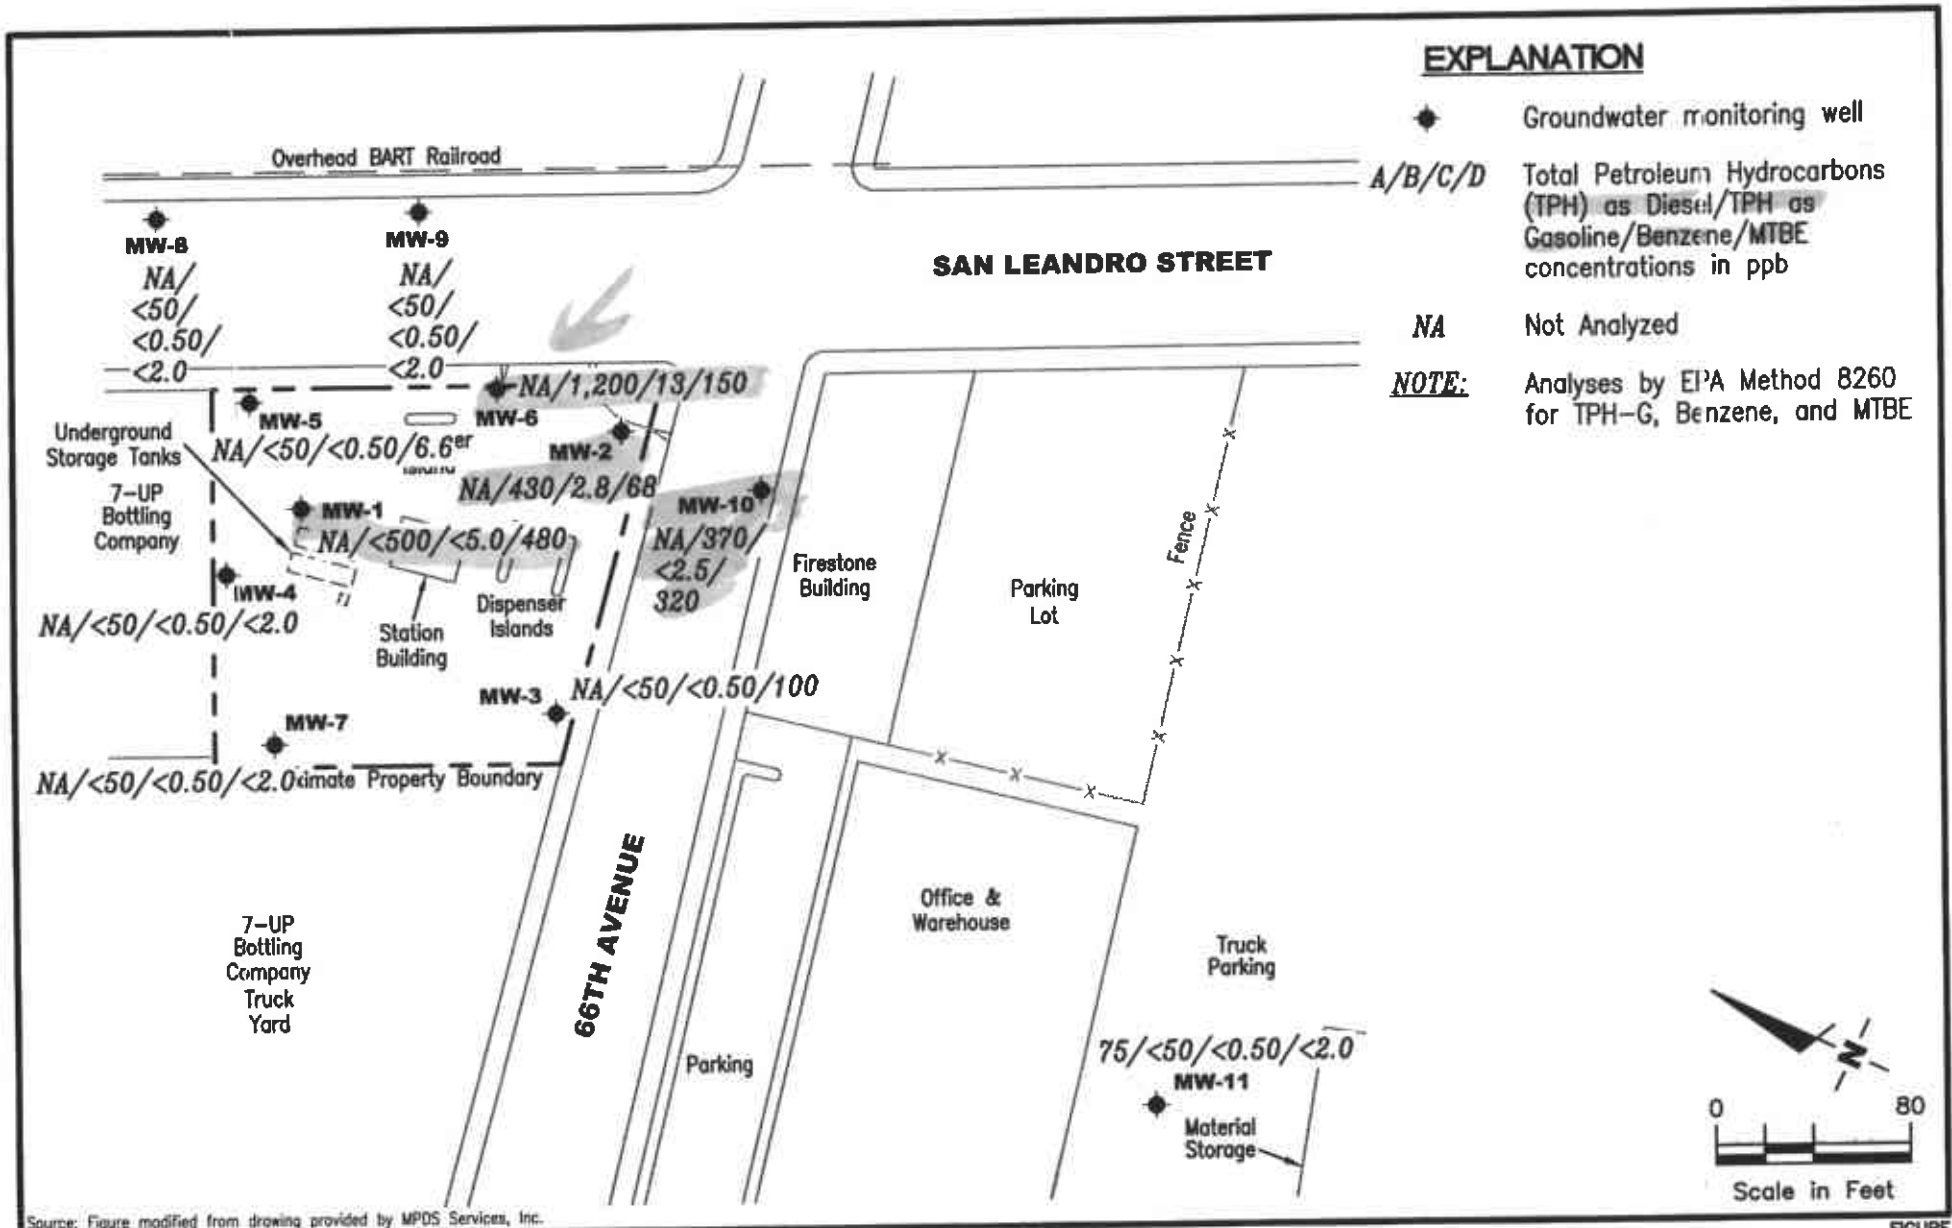 EXPLANATION
Groundwater monitoring well
A/B/C/D Total Petroleum Hydrocarbons
(TPH) as Diesel/TPH as
Gasoline/Benzene/MTBE
concentrations in ppb
NA Not Analyzed
NOTE: Analyses by EPA Method 8260
for TPH-G, Benzene, and MTBE
Overhead BART Railroad
MW-8
NA/
<50/
<0.50/
<2.0
MW-9
NA/
<50/
<0.50/
<2.0
SAN LEANDRO STREET
NA/1,200/13/150
MW-6
MW-5
NA/<50/<0.50/6.6
er
MW-2
NA/430/2.8/68
Underground
Storage Tanks
7-UP
Bottling
Company
MW-1
NA/<500/<5.0/480
MW-10
NA/370/
<2.5/
320
MW-4
NA/<50/<0.50/<2.0
Station
Building
Dispenser
Islands
Firestone
Building
Parking
Lot
Fence
MW-3
NA/<50/<0.50/100
MW-7
NA/<50/<0.50/<2.0
ximate Property Boundary
66TH AVENUE
7-UP
Bottling
Company
Truck
Yard
Office &
Warehouse
Parking
Truck
Parking
75/<50/<0.50/<2.0
MW-11
Material
Storage
N
0 80
Scale in Feet
Source: Figure modified from drawing provided by MPDS Services, Inc.
FIGURE